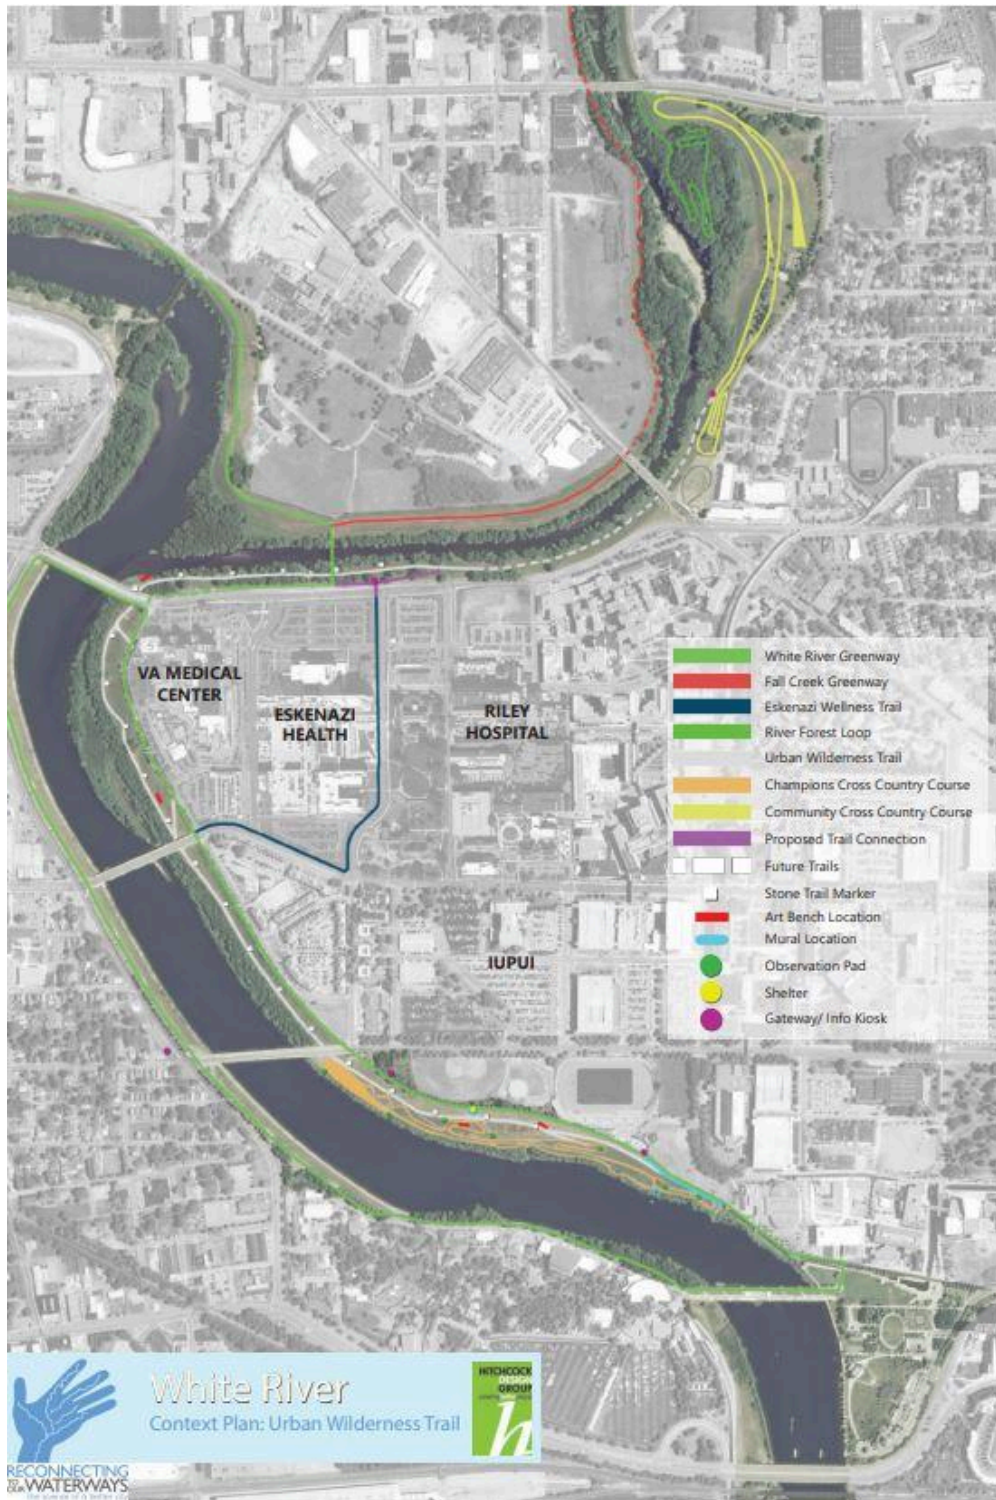 VA MEDICAL
CENTER
ESKENAZI
HEALTH
RILEY
HOSPITAL
IUPUI
White River Greenway
Fall Creek Greenway
Eskenazi Wellness Trail
River Forest Loop
Urban Wilderness Trail
Champions Cross Country Course
Community Cross Country Course
Proposed Trail Connection
Future Trails
Stone Trail Marker
Art Bench Location
Mural Location
Observation Pad
Shelter
Gateway/ Info Kiosk
White River
Context Plan: Urban Wilderness Trail
HITCHCOCK
DESIGN
GROUP
h
RECONNECTING
TO
OUR WATERWAYS